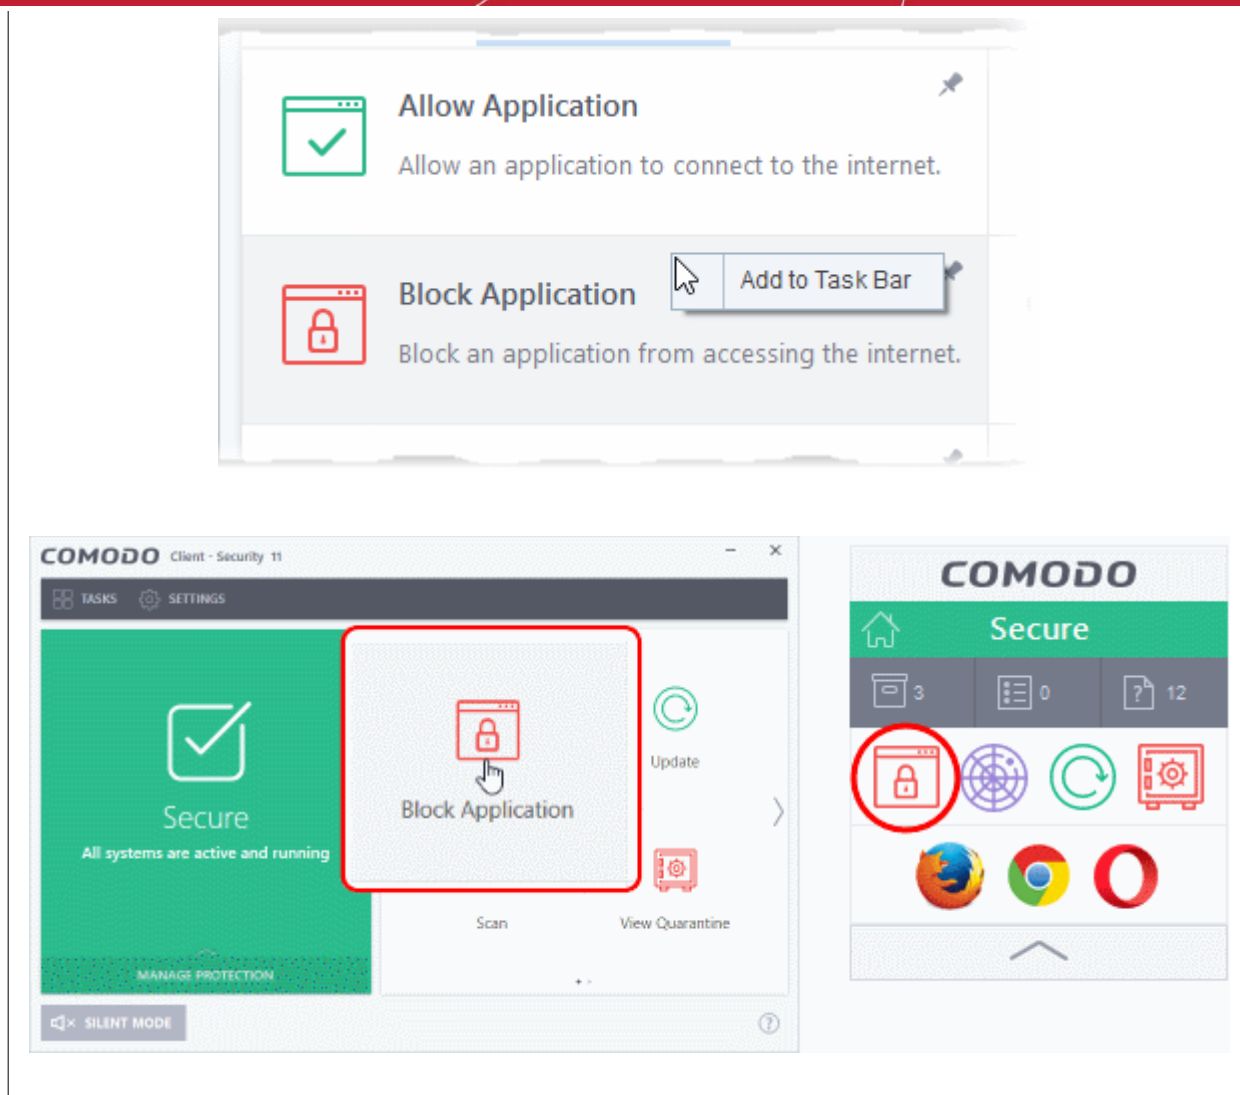 Allow Application
Allow an application to connect to the internet.
Block Application
Add to Task Bar
Block an application from accessing the internet.
COMODO Client - Security 11
TASKS SETTINGS
Secure
All systems are active and running
MANAGE PROTECTION
Block Application
Update
Scan
View Quarantine
SILENT MODE
?
COMODO
Secure
3 0 ? 12